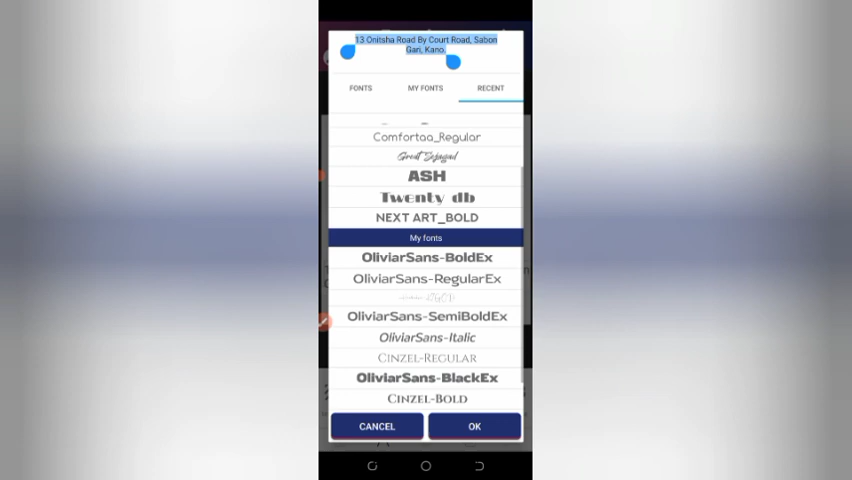 13 Onitsha Road By Court Road, Sabon
Gari, Kano.
FONTS
MY FONTS
RECENT
Comfortaa_Regular
Great Sejagad
ASH
Twenty db
NEXT ART_BOLD
My fonts
OliviarSans-BoldEx
OliviarSans-RegularEx
OliviarSans-SemiBoldEx
OliviarSans-Italic
Cinzel-Regular
OliviarSans-BlackEx
Cinzel-Bold
CANCEL
OK